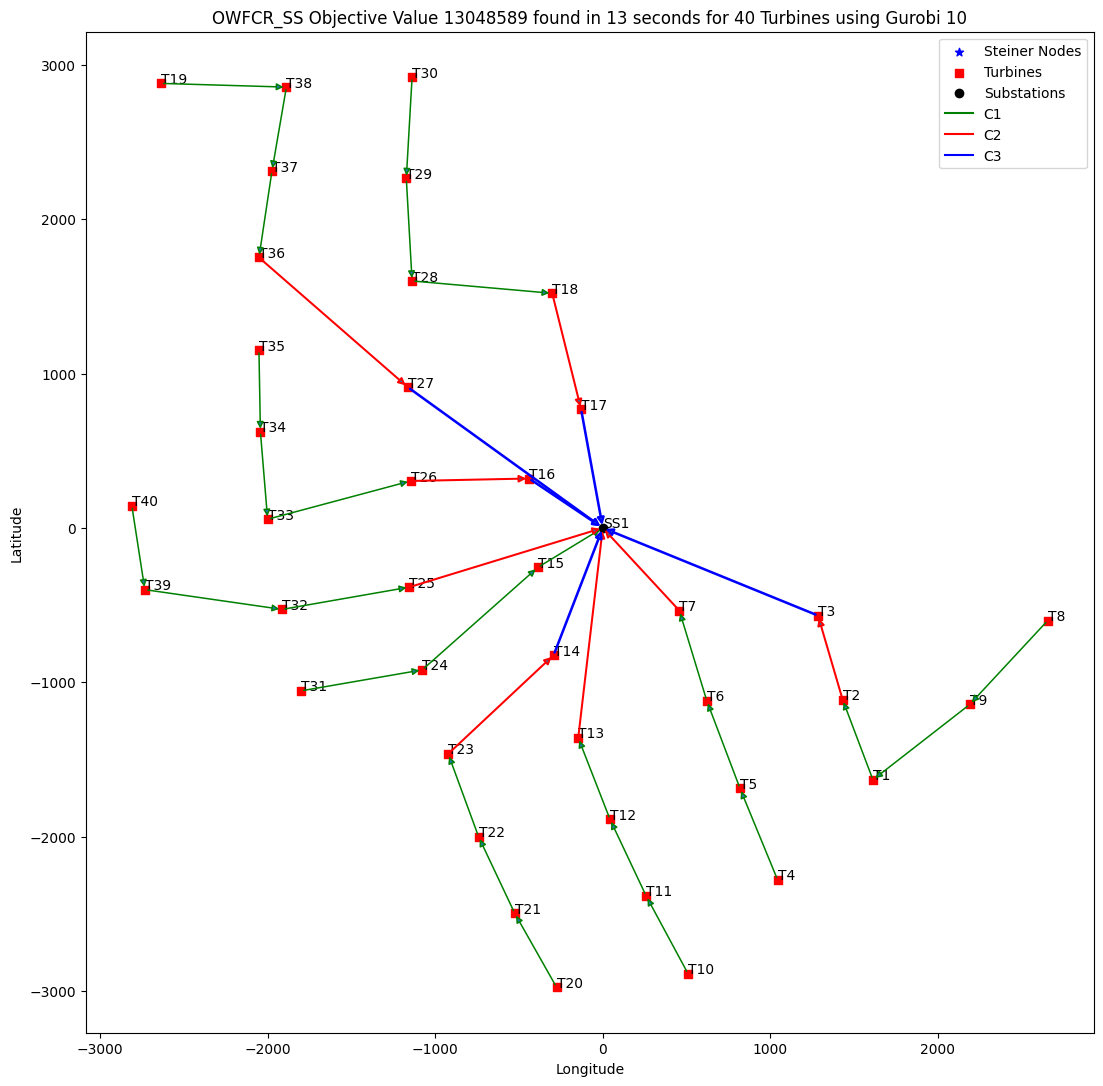 OWFCR_SS Objective Value 13048589 found in 13 seconds for 40 Turbines using Gurobi 10
Steiner Nodes
Turbines
Substations
C1
C2
C3
3000
2000
1000
0
−1000
−2000
−3000
Latitude
T19
T38
T30
T37
T29
T36
T28
T18
T35
T27
T17
T34
T26
T16
T40
T33
SS1
T39
T32
T25
T15
T7
T3
T8
T31
T24
T14
T6
T2
T9
T23
T13
T5
T1
T22
T12
T4
T21
T11
T20
T10
−3000
−2000
−1000
0
1000
2000
Longitude